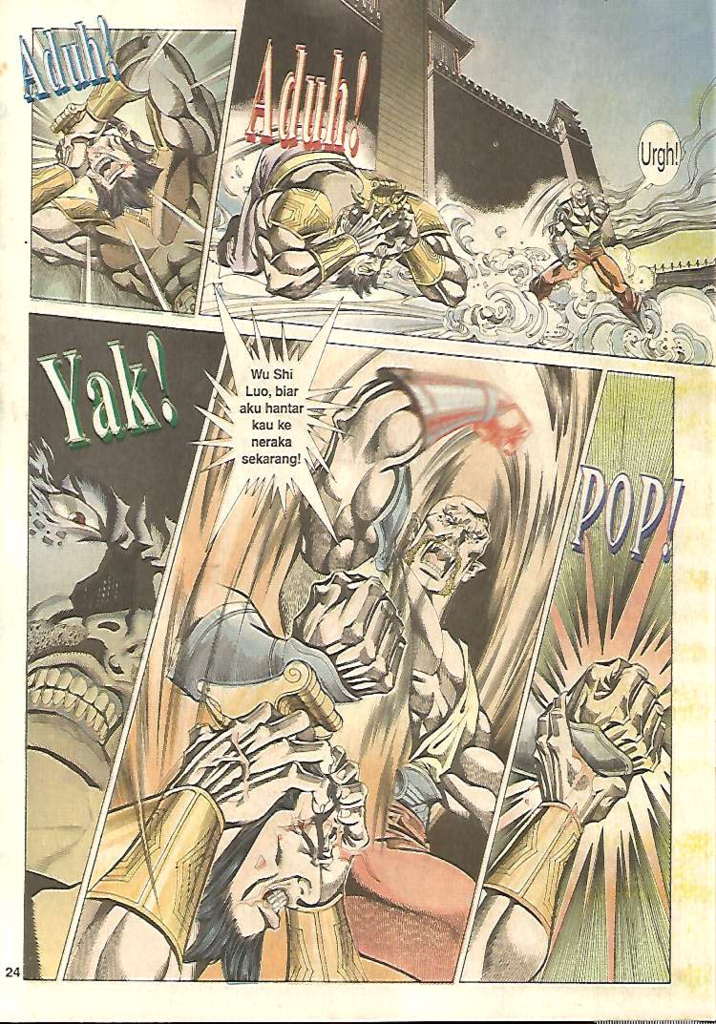 Aduh!
Aduh!
Urgh!
Yak!
Wu Shi
Luo, biar
aku hantar
kau ke
neraka
sekarang!
POP!
24